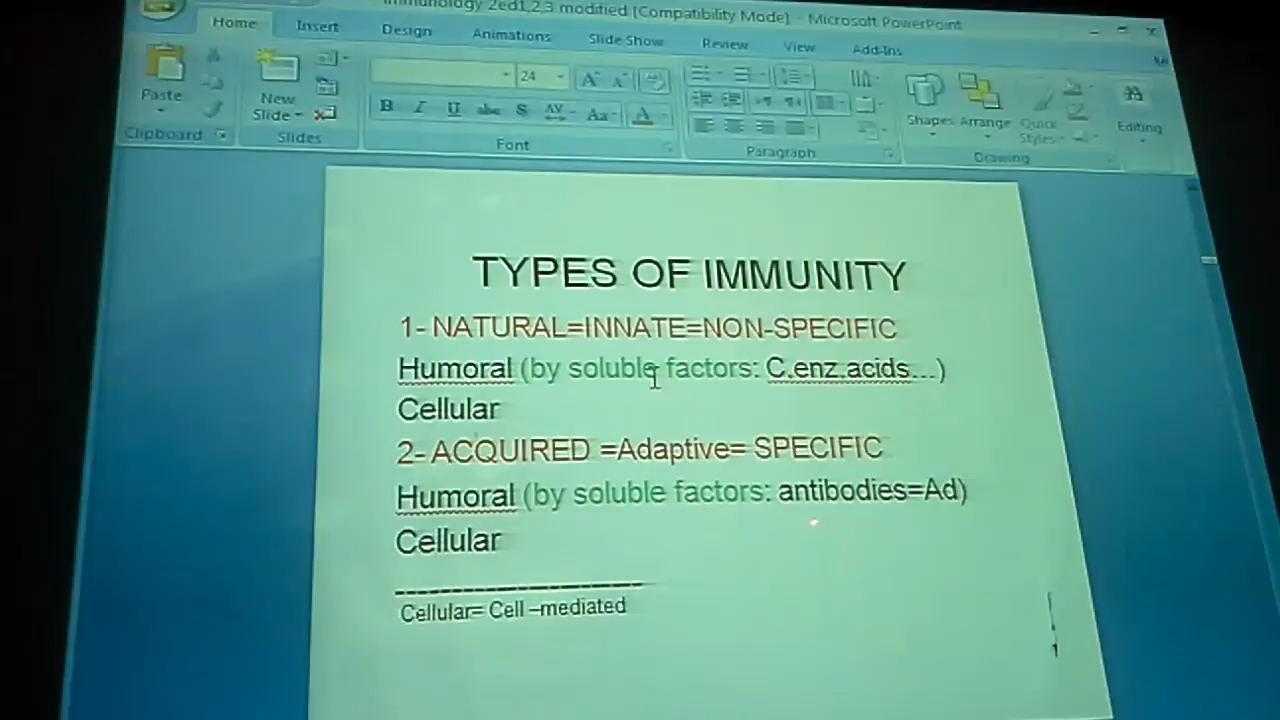 Immunology 2ed1,2,3 modified [Compatibility Mode] - Microsoft PowerPoint
Home Insert Design Animations Slide Show Review View Add-Ins
Paste
New Slide
24
B I U abc S AV Aa A
Shapes Arrange Quick Styles
Editing
Clipboard Slides Font Paragraph Drawing
TYPES OF IMMUNITY
1- NATURAL=INNATE=NON-SPECIFIC
Humoral (by soluble factors: C.enz.acids...)
Cellular
2- ACQUIRED =Adaptive= SPECIFIC
Humoral (by soluble factors: antibodies=Ad)
Cellular
------------------------
Cellular= Cell –mediated